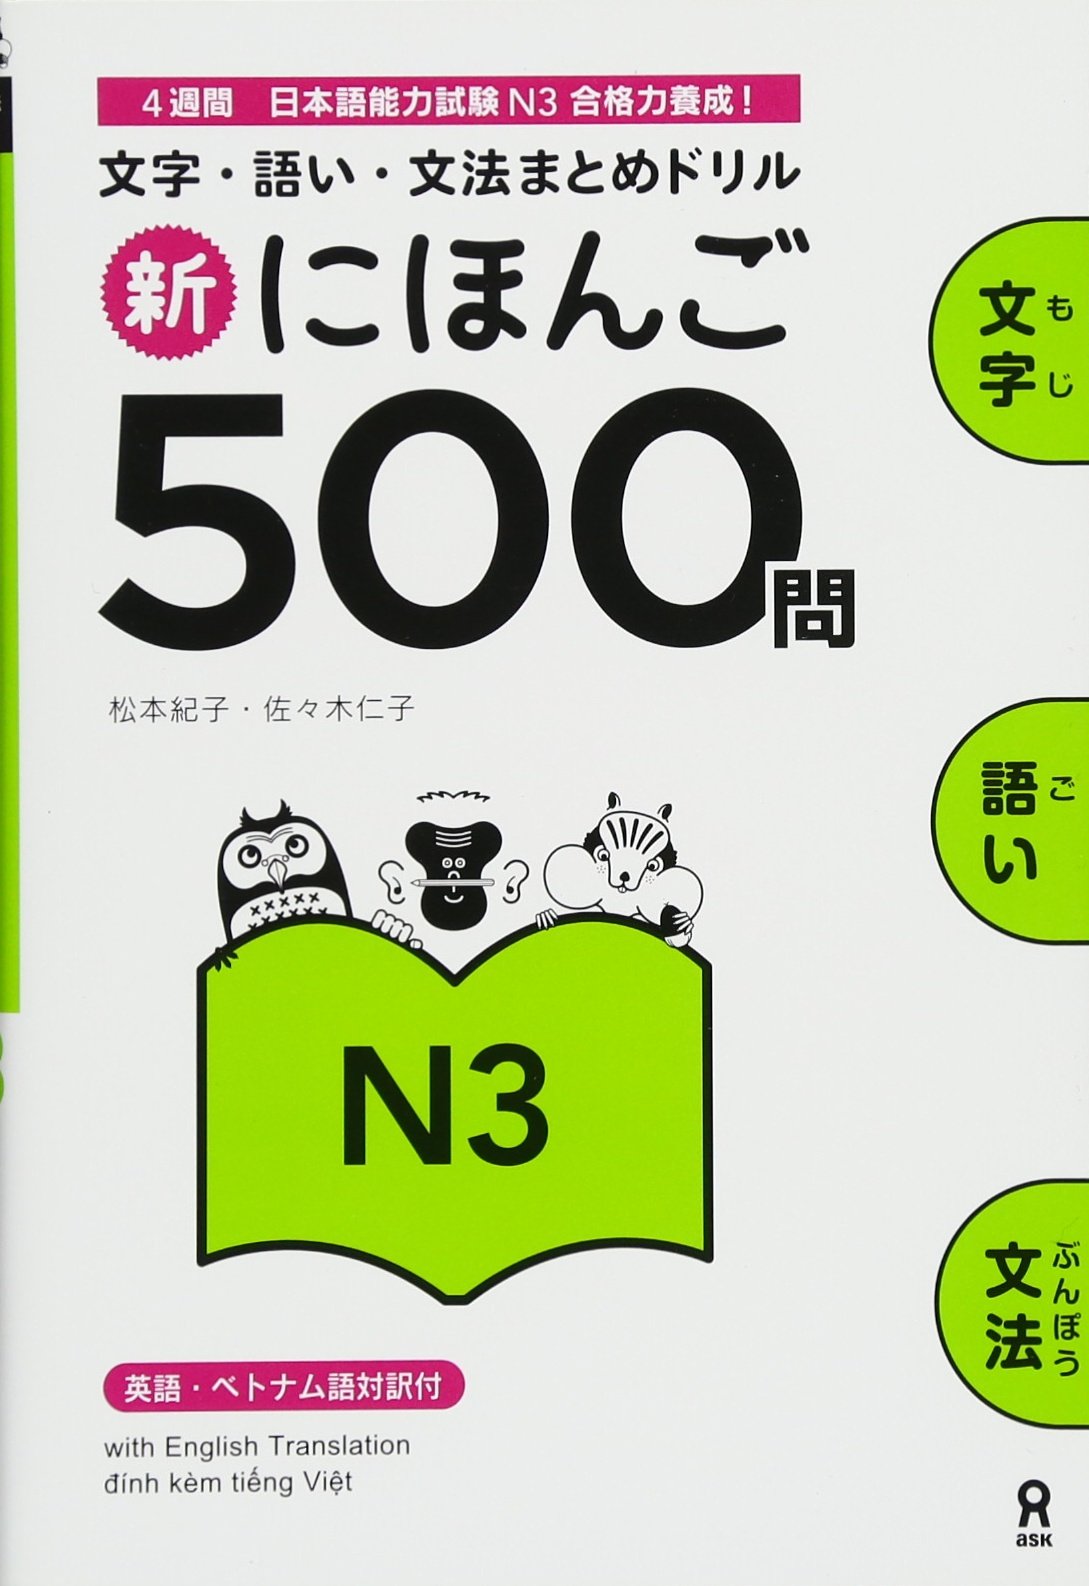 4週間 日本語能力試験N3 合格力養成！
文字・語い・文法まとめドリル
新にほんご
500問
松本紀子・佐々木仁子
N3
英語・ベトナム語対訳付
with English Translation
đính kèm tiếng Việt
文字
もじ
語い
ご
文法
ぶんぽう
ask